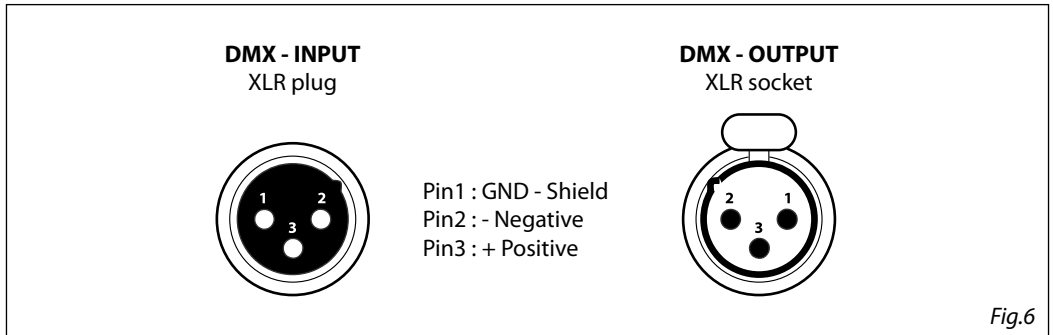 DMX - INPUT
XLR plug
1 2
3
Pin1 : GND - Shield
Pin2 : - Negative
Pin3 : + Positive
DMX - OUTPUT
XLR socket
2 1
3
Fig.6